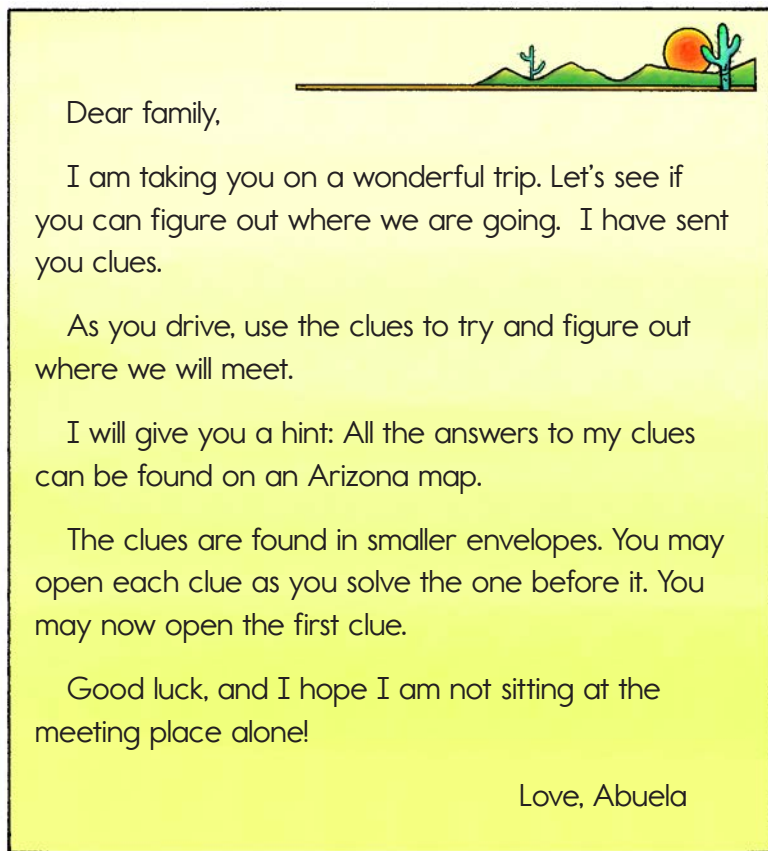 Dear family,
I am taking you on a wonderful trip. Let's see if
you can figure out where we are going. I have sent
you clues.
As you drive, use the clues to try and figure out
where we will meet.
I will give you a hint: All the answers to my clues
can be found on an Arizona map.
The clues are found in smaller envelopes. You may
open each clue as you solve the one before it. You
may now open the first clue.
Good luck, and I hope I am not sitting at the
meeting place alone!
Love, Abuela